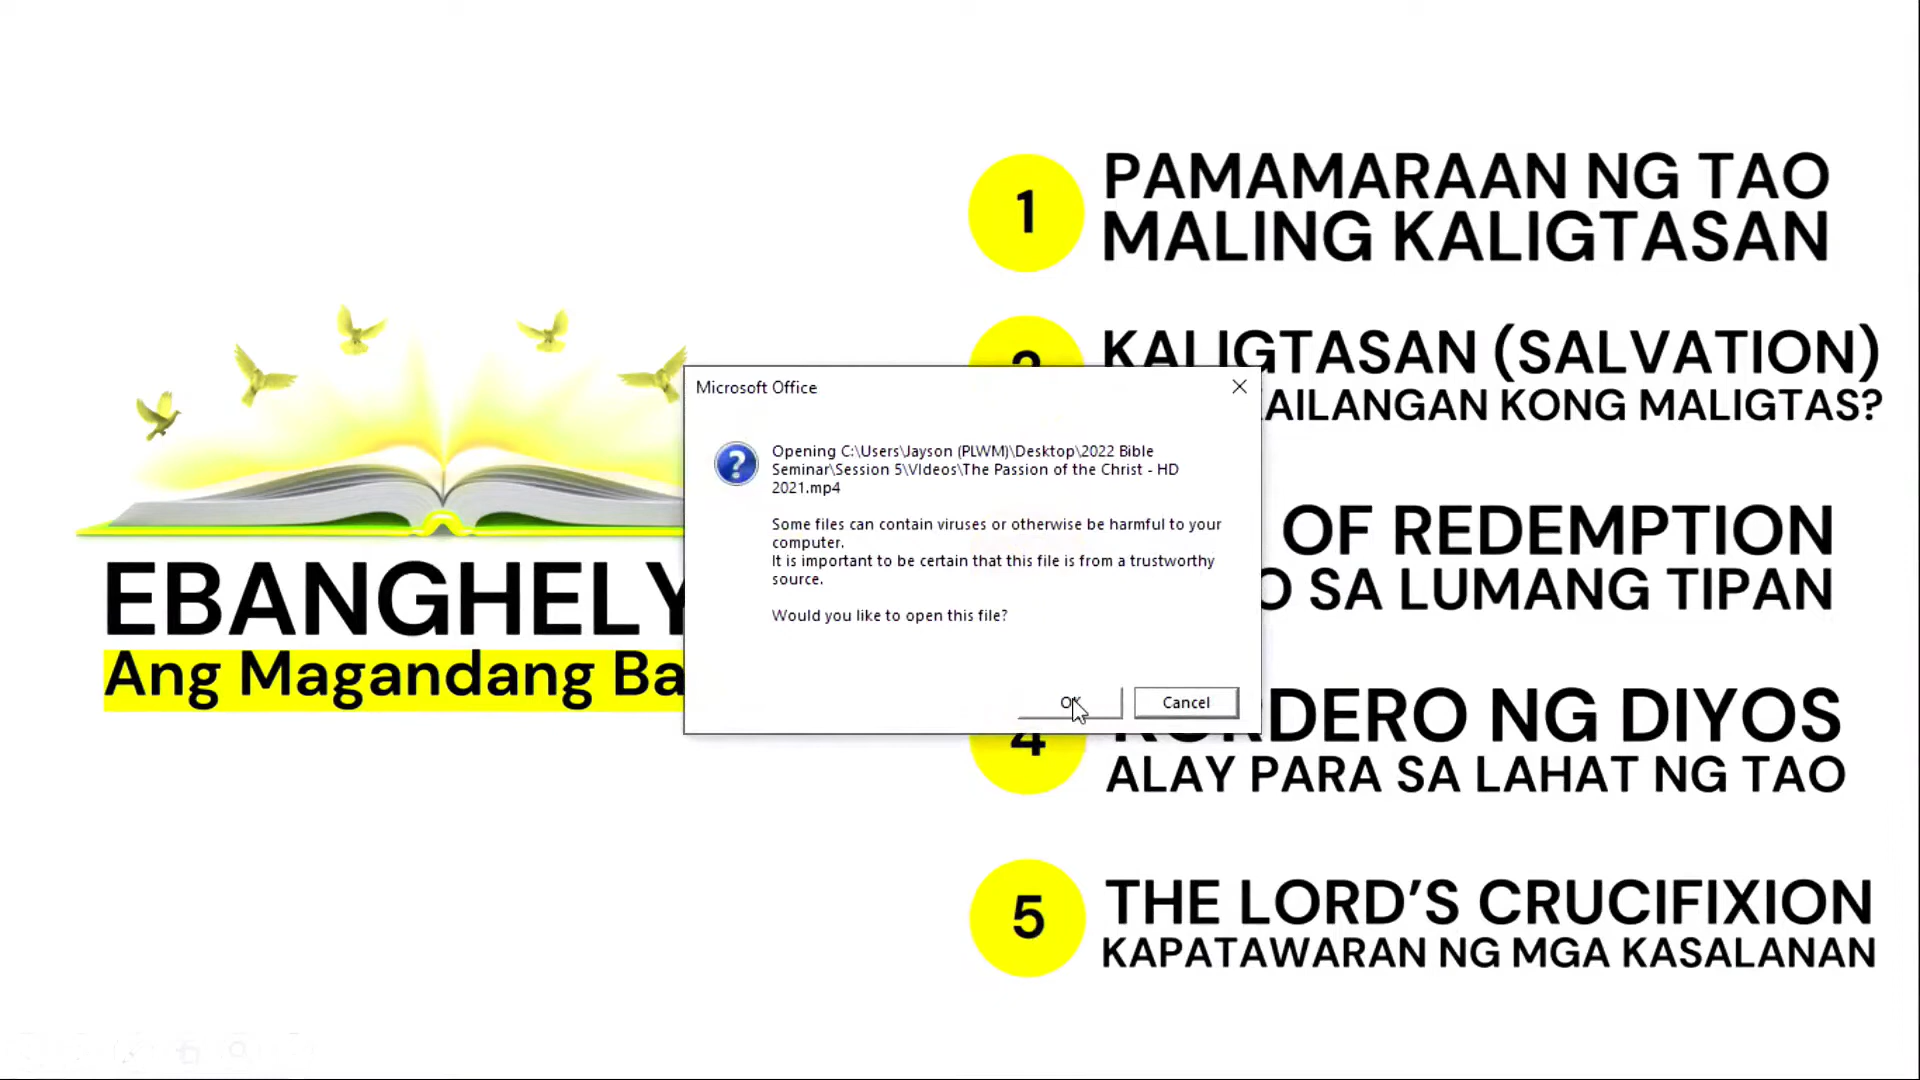 1
PAMAMARAAN NG TAO
MALING KALIGTASAN
KALIGTASAN (SALVATION)
AILANGAN KONG MALIGTAS?
OF REDEMPTION
O SA LUMANG TIPAN
4
DERO NG DIYOS
ALAY PARA SA LAHAT NG TAO
5
THE LORD'S CRUCIFIXION
KAPATAWARAN NG MGA KASALANAN
EBANGHELY
Ang Magandang Ba
Microsoft Office
Opening C:\Users\Jayson (PLWM)\Desktop\2022 Bible
Seminar\Session 5\VIdeos\The Passion of the Christ - HD
2021.mp4
Some files can contain viruses or otherwise be harmful to your
computer.
It is important to be certain that this file is from a trustworthy
source.
Would you like to open this file?
OK
Cancel